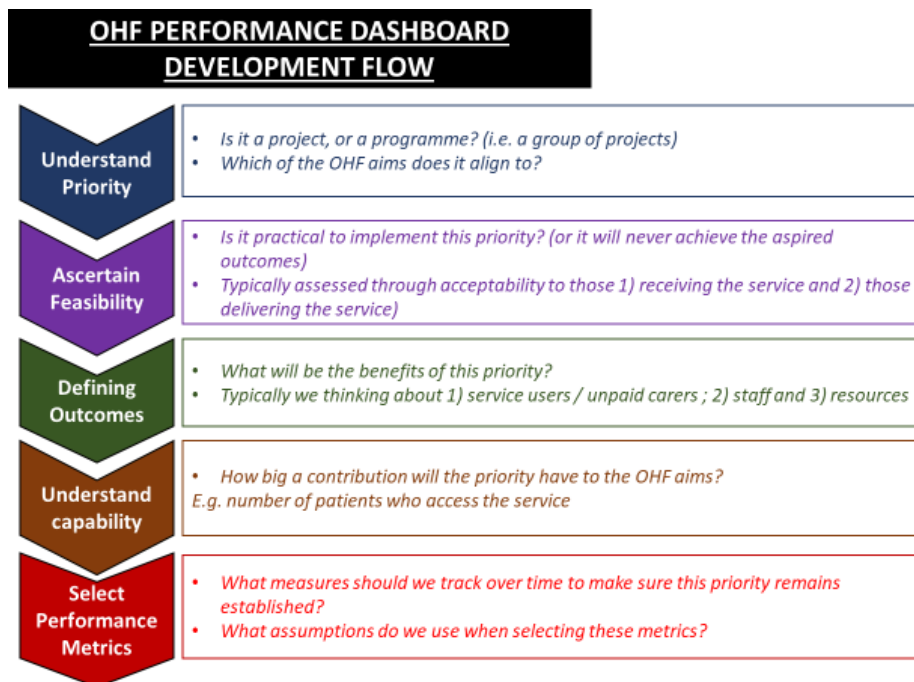 OHF PERFORMANCE DASHBOARD
DEVELOPMENT FLOW
Understand
Priority
• Is it a project, or a programme? (i.e. a group of projects)
• Which of the OHF aims does it align to?
Ascertain
Feasibility
• Is it practical to implement this priority? (or it will never achieve the aspired
outcomes)
• Typically assessed through acceptability to those 1) receiving the service and 2) those
delivering the service)
Defining
Outcomes
• What will be the benefits of this priority?
• Typically we thinking about 1) service users / unpaid carers ; 2) staff and 3) resources
Understand
capability
• How big a contribution will the priority have to the OHF aims?
E.g. number of patients who access the service
Select
Performance
Metrics
• What measures should we track over time to make sure this priority remains
established?
• What assumptions do we use when selecting these metrics?